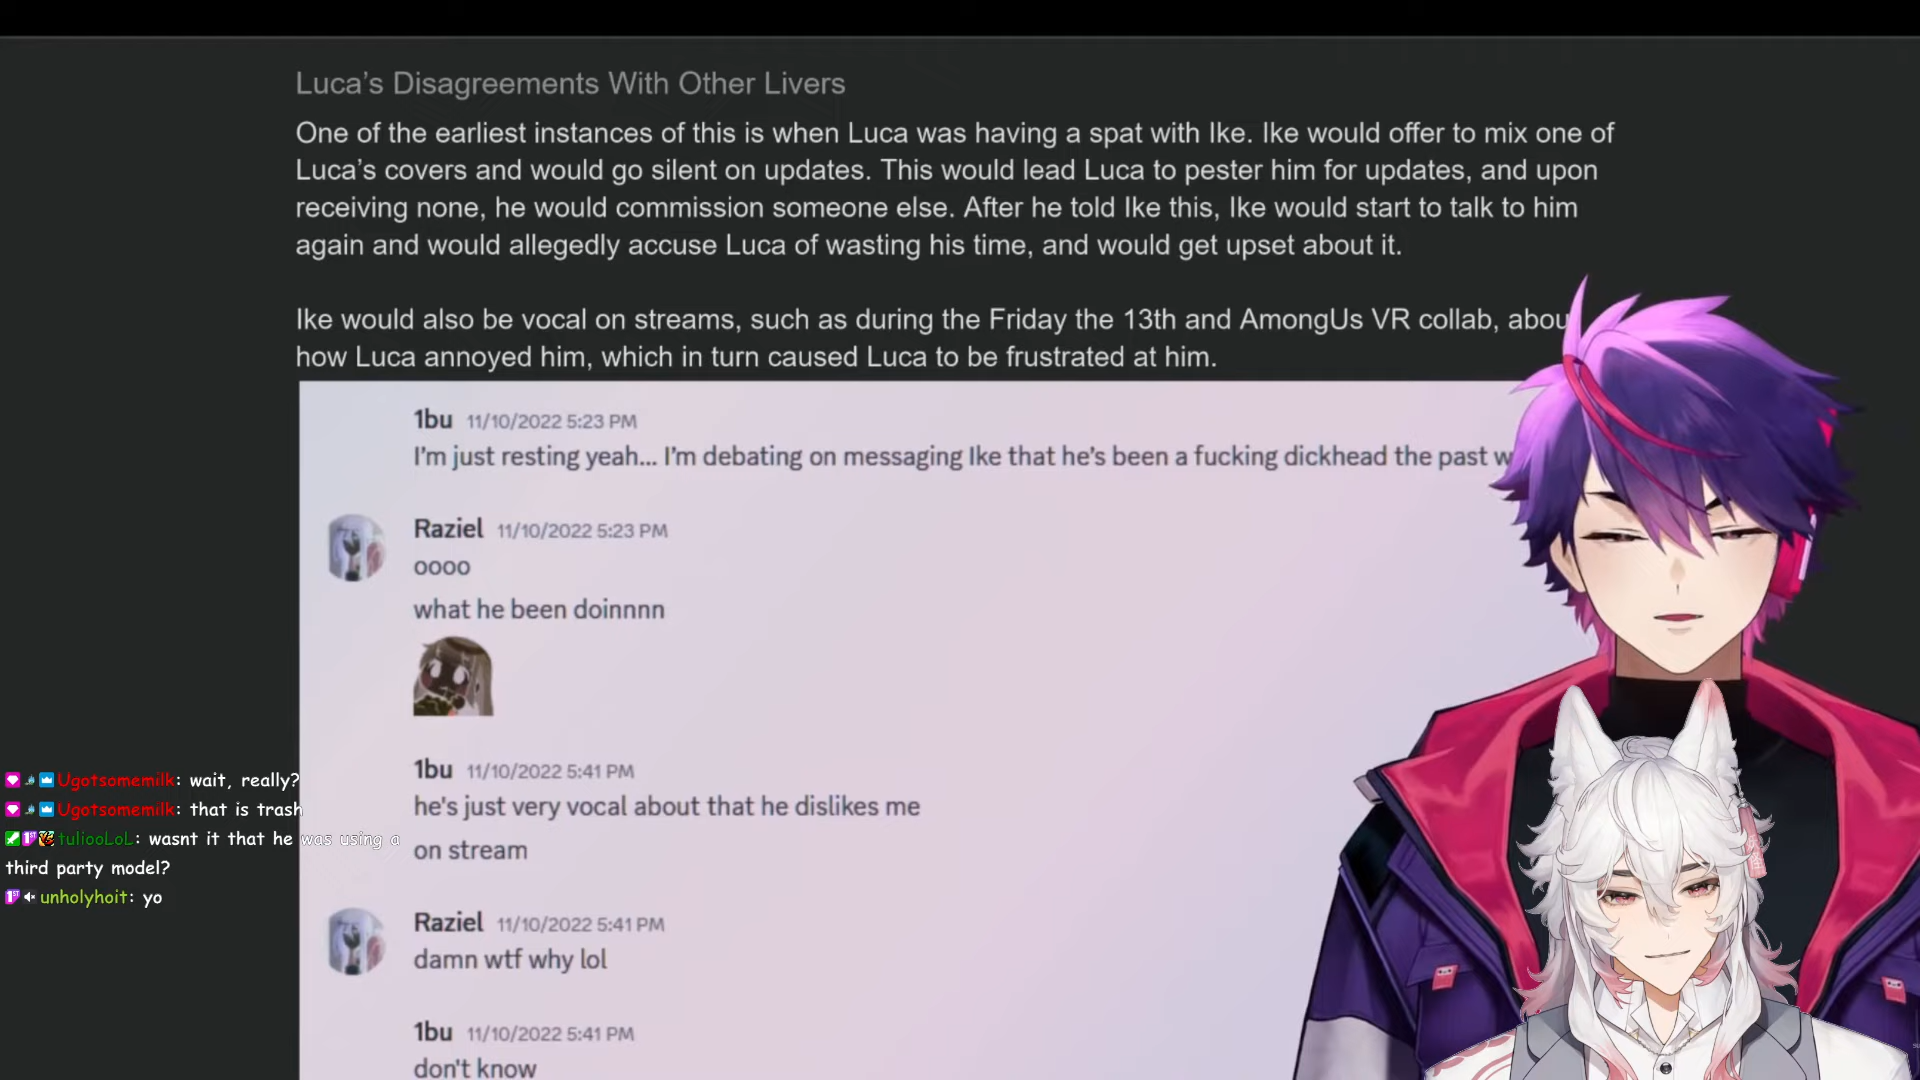 Luca's Disagreements With Other Livers
One of the earliest instances of this is when Luca was having a spat with Ike. Ike would offer to mix one of
Luca's covers and would go silent on updates. This would lead Luca to pester him for updates, and upon
receiving none, he would commission someone else. After he told Ike this, Ike would start to talk to him
again and would allegedly accuse Luca of wasting his time, and would get upset about it.
Ike would also be vocal on streams, such as during the Friday the 13th and AmongUs VR collab,
how Luca annoyed him, which in turn caused Luca to be frustrated at him.
1bu 11/10/2022 5:23 PM
I'm just resting yeah... I'm debating on messaging Ike that he's been a fucking dickhead the past
Raziel 11/10/2022 5:23 PM
oooo
what he been doinnnn
1bu 11/10/2022 5:41 PM
he's just very vocal about that he dislikes me
on stream
Raziel 11/10/2022 5:41 PM
damn wtf why lol
1bu 11/10/2022 5:41 PM
don't know
Ugotsomemilk: wait, really?
Ugotsomemilk: that is trash
tuliooLoL: wasnt it that he was using a
third party model?
unholyhoit: yo